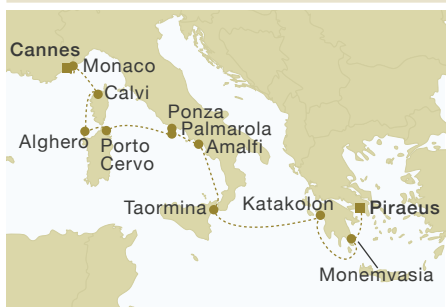 Cannes
Monaco
Calvi
Ponza
Palmarola
Alghero
Porto
Cervo
Amalfi
Taormina
Katakolon
Piraeus
Monemvasia